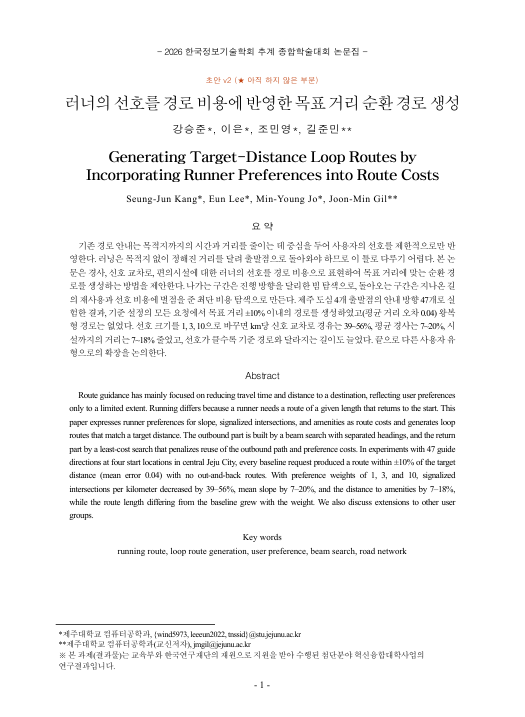 - 2026 한국정보기술학회 추계 종합학술대회 논문집 -
초안 v2 (★ 아직 하지 않은 부분)
러너의 선호를 경로 비용에 반영한 목표 거리 순환 경로 생성
강승준*, 이은*, 조민영*, 길준민**
Generating Target-Distance Loop Routes by
Incorporating Runner Preferences into Route Costs
Seung-Jun Kang*, Eun Lee*, Min-Young Jo*, Joon-Min Gil**
요 약
기존 경로 안내는 목적지까지의 시간과 거리를 줄이는 데 중심을 두어 사용자의 선호를 제한적으로만 반
영한다. 러닝은 목적지 없이 정해진 거리를 달려 출발점으로 돌아와야 하므로 이 틀로 다루기 어렵다. 본 논
문은 경사, 신호 교차로, 편의시설에 대한 러너의 선호를 경로 비용으로 표현하여 목표 거리에 맞는 순환 경
로를 생성하는 방법을 제안한다. 나가는 구간은 진행 방향을 달리한 빔 탐색으로, 돌아오는 구간은 지나온 길
의 재사용과 선호 비용에 벌점을 준 최단 비용 탐색으로 만든다. 제주 도심 4개 출발점의 안내 방향 47개로 실
험한 결과, 기준 설정의 모든 요청에서 목표 거리 ±10% 이내의 경로를 생성하였고(평균 거리 오차 0.04) 왕복
형 경로는 없었다. 선호 크기를 1, 3, 10으로 바꾸면 km당 신호 교차로 경유는 39–56%, 평균 경사는 7–20%, 시
설까지의 거리는 7–18% 줄었고, 선호가 클수록 기준 경로와 달라지는 길이도 늘었다. 끝으로 다른 사용자 유
형으로의 확장을 논의한다.
Abstract
Route guidance has mainly focused on reducing travel time and distance to a destination, reflecting user preferences
only to a limited extent. Running differs because a runner needs a route of a given length that returns to the start. This
paper expresses runner preferences for slope, signalized intersections, and amenities as route costs and generates loop
routes that match a target distance. The outbound part is built by a beam search with separated headings, and the return
part by a least-cost search that penalizes reuse of the outbound path and preference costs. In experiments with 47 guide
directions at four start locations in central Jeju City, every baseline request produced a route within ±10% of the target
distance (mean error 0.04) with no out-and-back routes. With preference weights of 1, 3, and 10, signalized
intersections per kilometer decreased by 39–56%, mean slope by 7–20%, and the distance to amenities by 7–18%,
while the route length differing from the baseline grew with the weight. We also discuss extensions to other user
groups.
Key words
running route, loop route generation, user preference, beam search, road network
*제주대학교 컴퓨터공학과, {wind5973, leeeun2022, tnssid}@stu.jejunu.ac.kr
**제주대학교 컴퓨터공학과(교신저자), jmgil@jejunu.ac.kr
※ 본 과제(결과물)는 교육부와 한국연구재단의 재원으로 지원을 받아 수행된 첨단분야 혁신융합대학사업의
연구결과입니다.
- 1 -